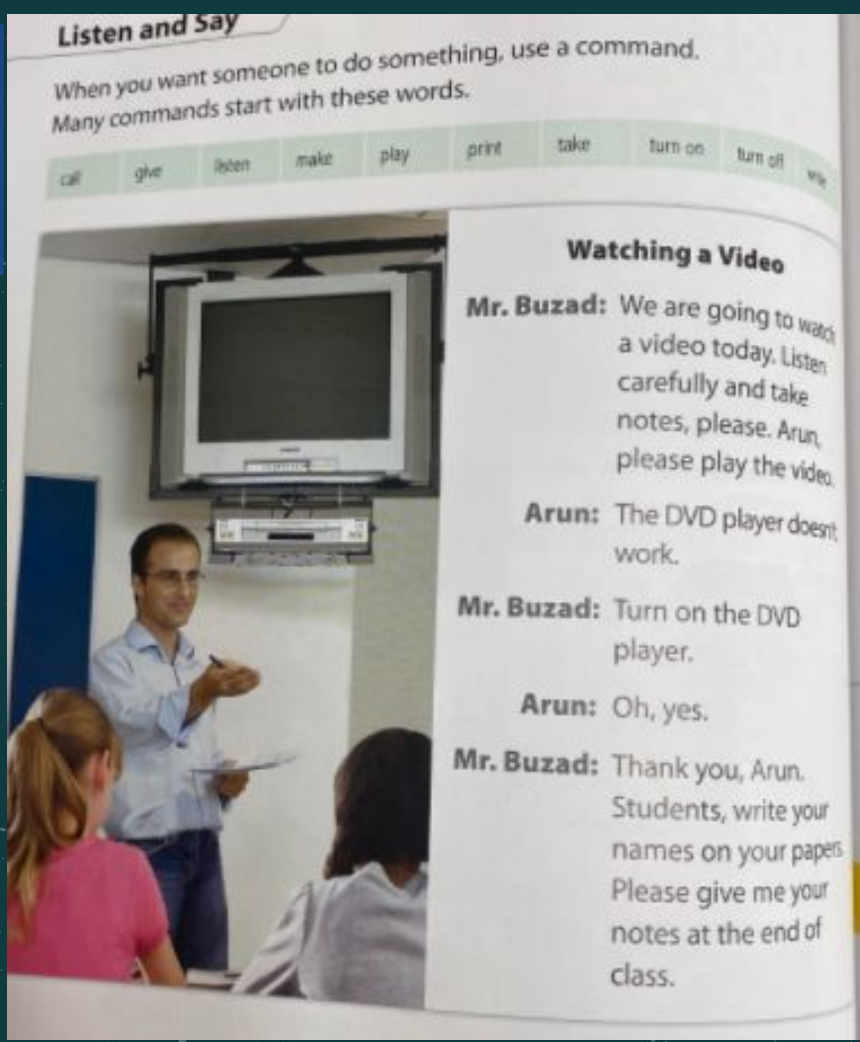 Listen and Say
When you want someone to do something, use a command.
Many commands start with these words.
call give listen make play print take turn on turn off write
Watching a Video
Mr. Buzad: We are going to watch
a video today. Listen
carefully and take
notes, please. Arun,
please play the video.
Arun: The DVD player doesn't
work.
Mr. Buzad: Turn on the DVD
player.
Arun: Oh, yes.
Mr. Buzad: Thank you, Arun.
Students, write your
names on your papers.
Please give me your
notes at the end of
class.